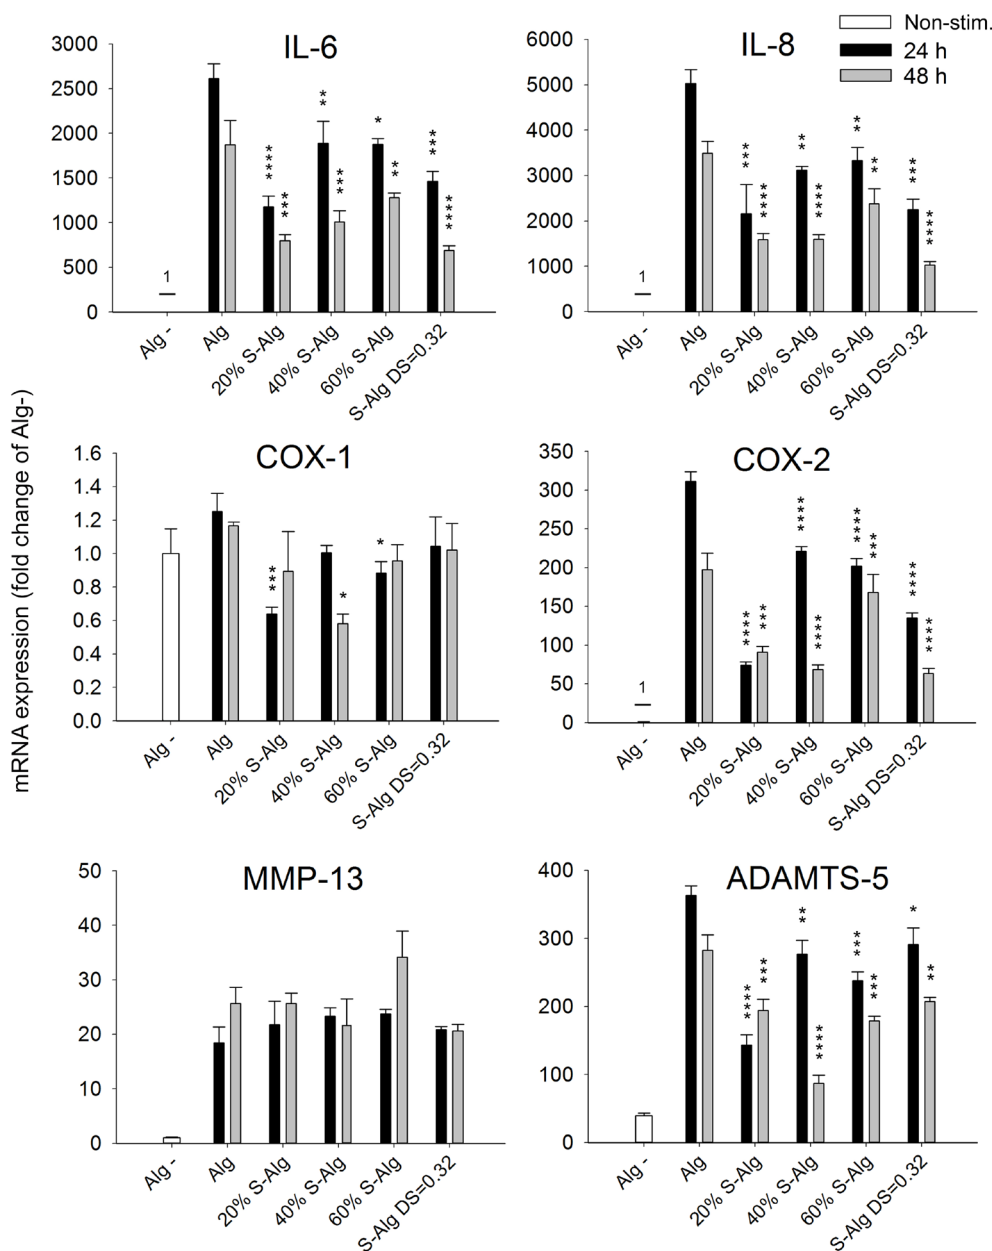 Non-stim.
24 h
48 h
mRNA expression (fold change of Alg-)
IL-6
3000
2500
2000
1500
1000
500
0
1
****
***
**
***
*
**
***
****
Alg -
Alg
20% S-Alg
40% S-Alg
60% S-Alg
S-Alg DS=0.32
IL-8
6000
5000
4000
3000
2000
1000
0
1
***
****
**
****
**
**
***
****
Alg -
Alg
20% S-Alg
40% S-Alg
60% S-Alg
S-Alg DS=0.32
COX-1
1.6
1.4
1.2
1.0
0.8
0.6
0.4
0.2
0.0
***
*
*
Alg -
Alg
20% S-Alg
40% S-Alg
60% S-Alg
S-Alg DS=0.32
COX-2
350
300
250
200
150
100
50
0
1
****
***
****
****
****
***
****
****
Alg -
Alg
20% S-Alg
40% S-Alg
60% S-Alg
S-Alg DS=0.32
MMP-13
50
40
30
20
10
0
Alg -
Alg
20% S-Alg
40% S-Alg
60% S-Alg
S-Alg DS=0.32
ADAMTS-5
400
300
200
100
0
****
***
**
****
***
***
*
**
Alg -
Alg
20% S-Alg
40% S-Alg
60% S-Alg
S-Alg DS=0.32